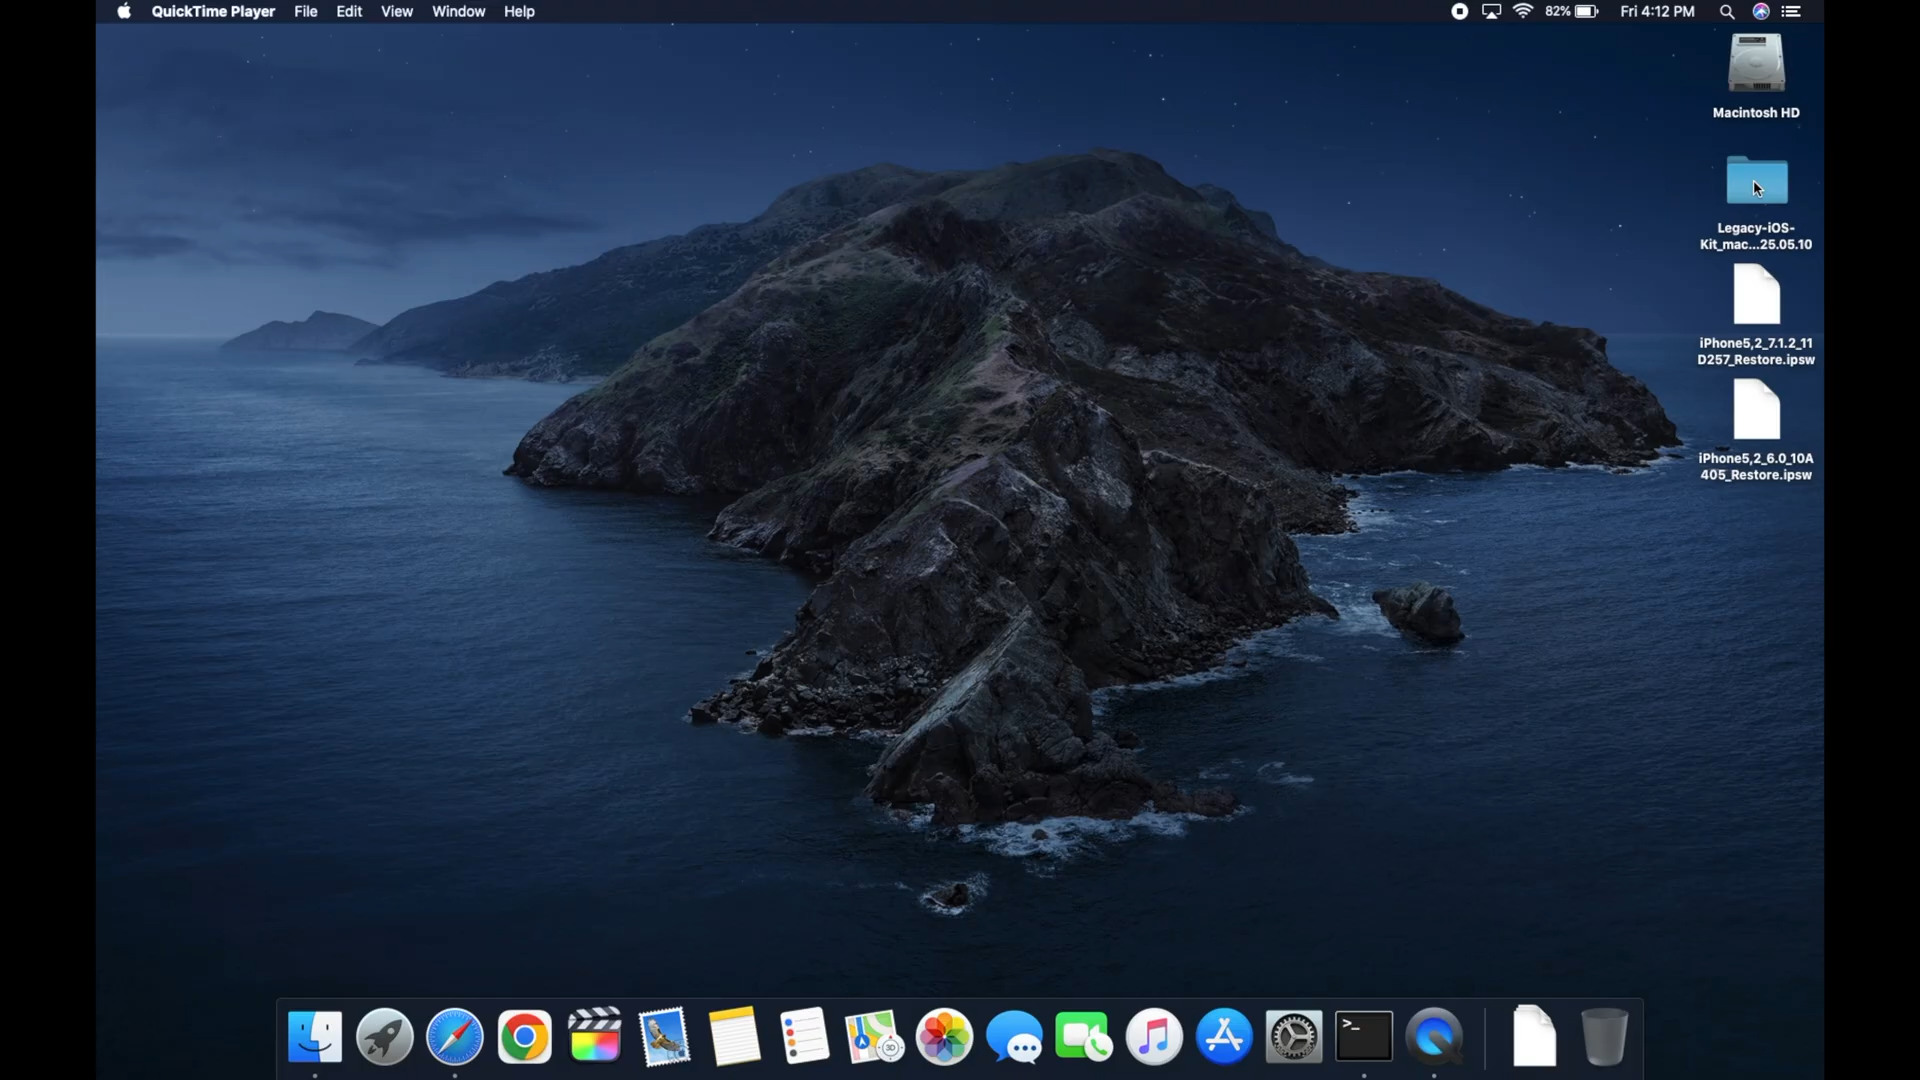 QuickTime Player File Edit View Window Help 82% Fri 4:12 PM
Macintosh HD
Legacy-iOS-
Kit_mac...25.05.10
iPhone5,2_7.1.2_11
D257_Restore.ipsw
iPhone5,2_6.0_10A
405_Restore.ipsw
3D
>_